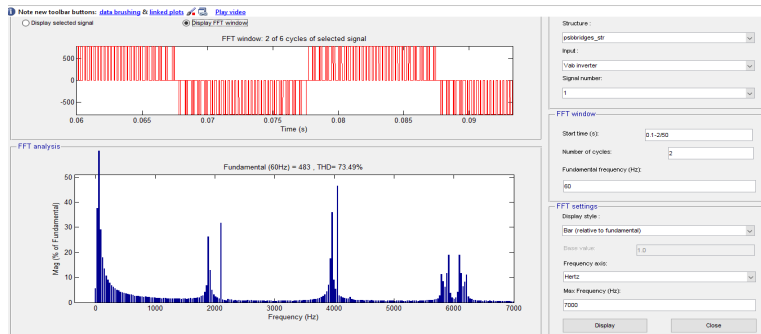 Note new toolbar buttons: data brushing & linked plots Play video
Display selected signal
Display FFT window
FFT window: 2 of 6 cycles of selected signal
500
0
-500
0.06 0.065 0.07 0.075 0.08 0.085 0.09
Time (s)
FFT analysis
Fundamental (60Hz) = 483 , THD= 73.49%
Mag (% of Fundamental)
50
40
30
20
10
0
0 1000 2000 3000 4000 5000 6000 7000
Frequency (Hz)
Structure :
psbbridges_str
Input :
Vab inverter
Signal number:
1
FFT window
Start time (s): 0.1-2/50
Number of cycles: 2
Fundamental frequency (Hz):
60
FFT settings
Display style :
Bar (relative to fundamental)
Base value: 1.0
Frequency axis:
Hertz
Max Frequency (Hz):
7000
Display Close